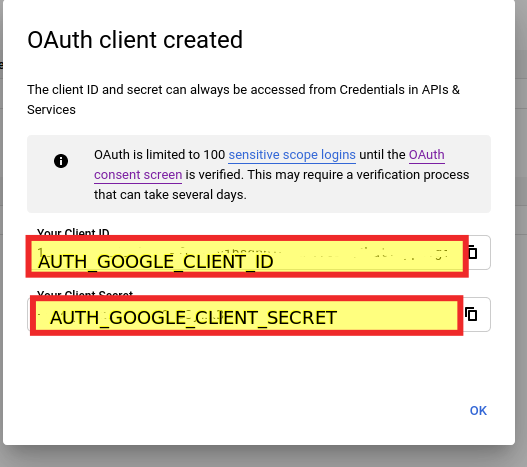 OAuth client created
The client ID and secret can always be accessed from Credentials in APIs &
Services
OAuth is limited to 100 sensitive scope logins until the OAuth
consent screen is verified. This may require a verification process
that can take several days.
Your Client ID
AUTH_GOOGLE_CLIENT_ID
Your Client Secret
AUTH_GOOGLE_CLIENT_SECRET
OK